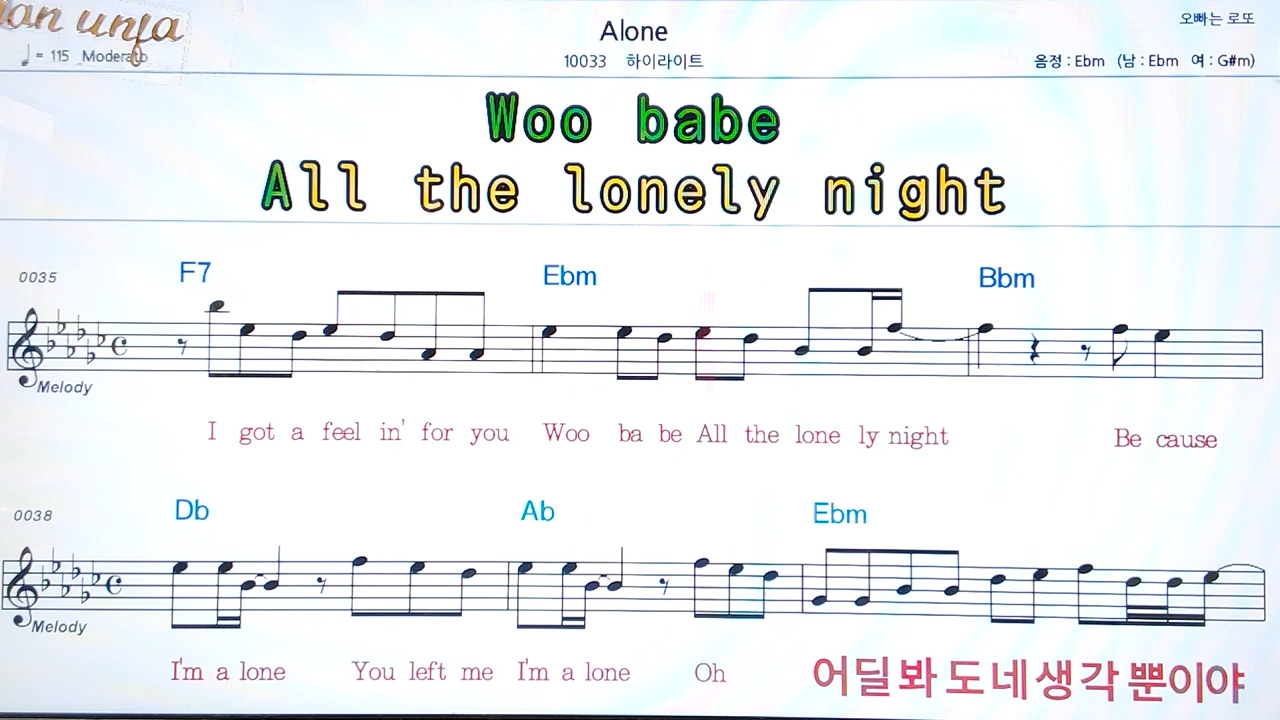 오빠는 로또
Alone
♩ = 115 Moderato
10033 하이라이트
음정 : Ebm (남 : Ebm 여 : G#m)
Woo babe
All the lonely night
0035 F7 Ebm Bbm
Melody
I got a feel in' for you Woo ba be All the lone ly night Be cause
0038 Db Ab Ebm
Melody
I'm a lone You left me I'm a lone Oh 어딜봐도네생각뿐이야